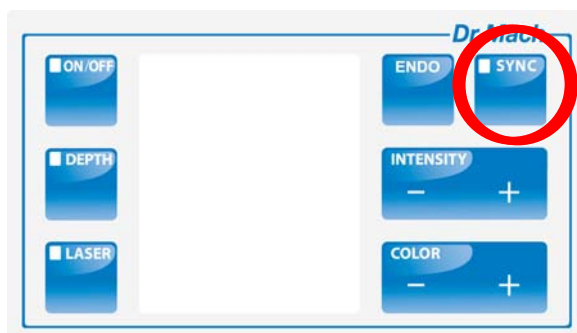 Dr. Mach
ON/OFF
ENDO
SYNC
DEPTH
INTENSITY
- +
LASER
COLOR
- +